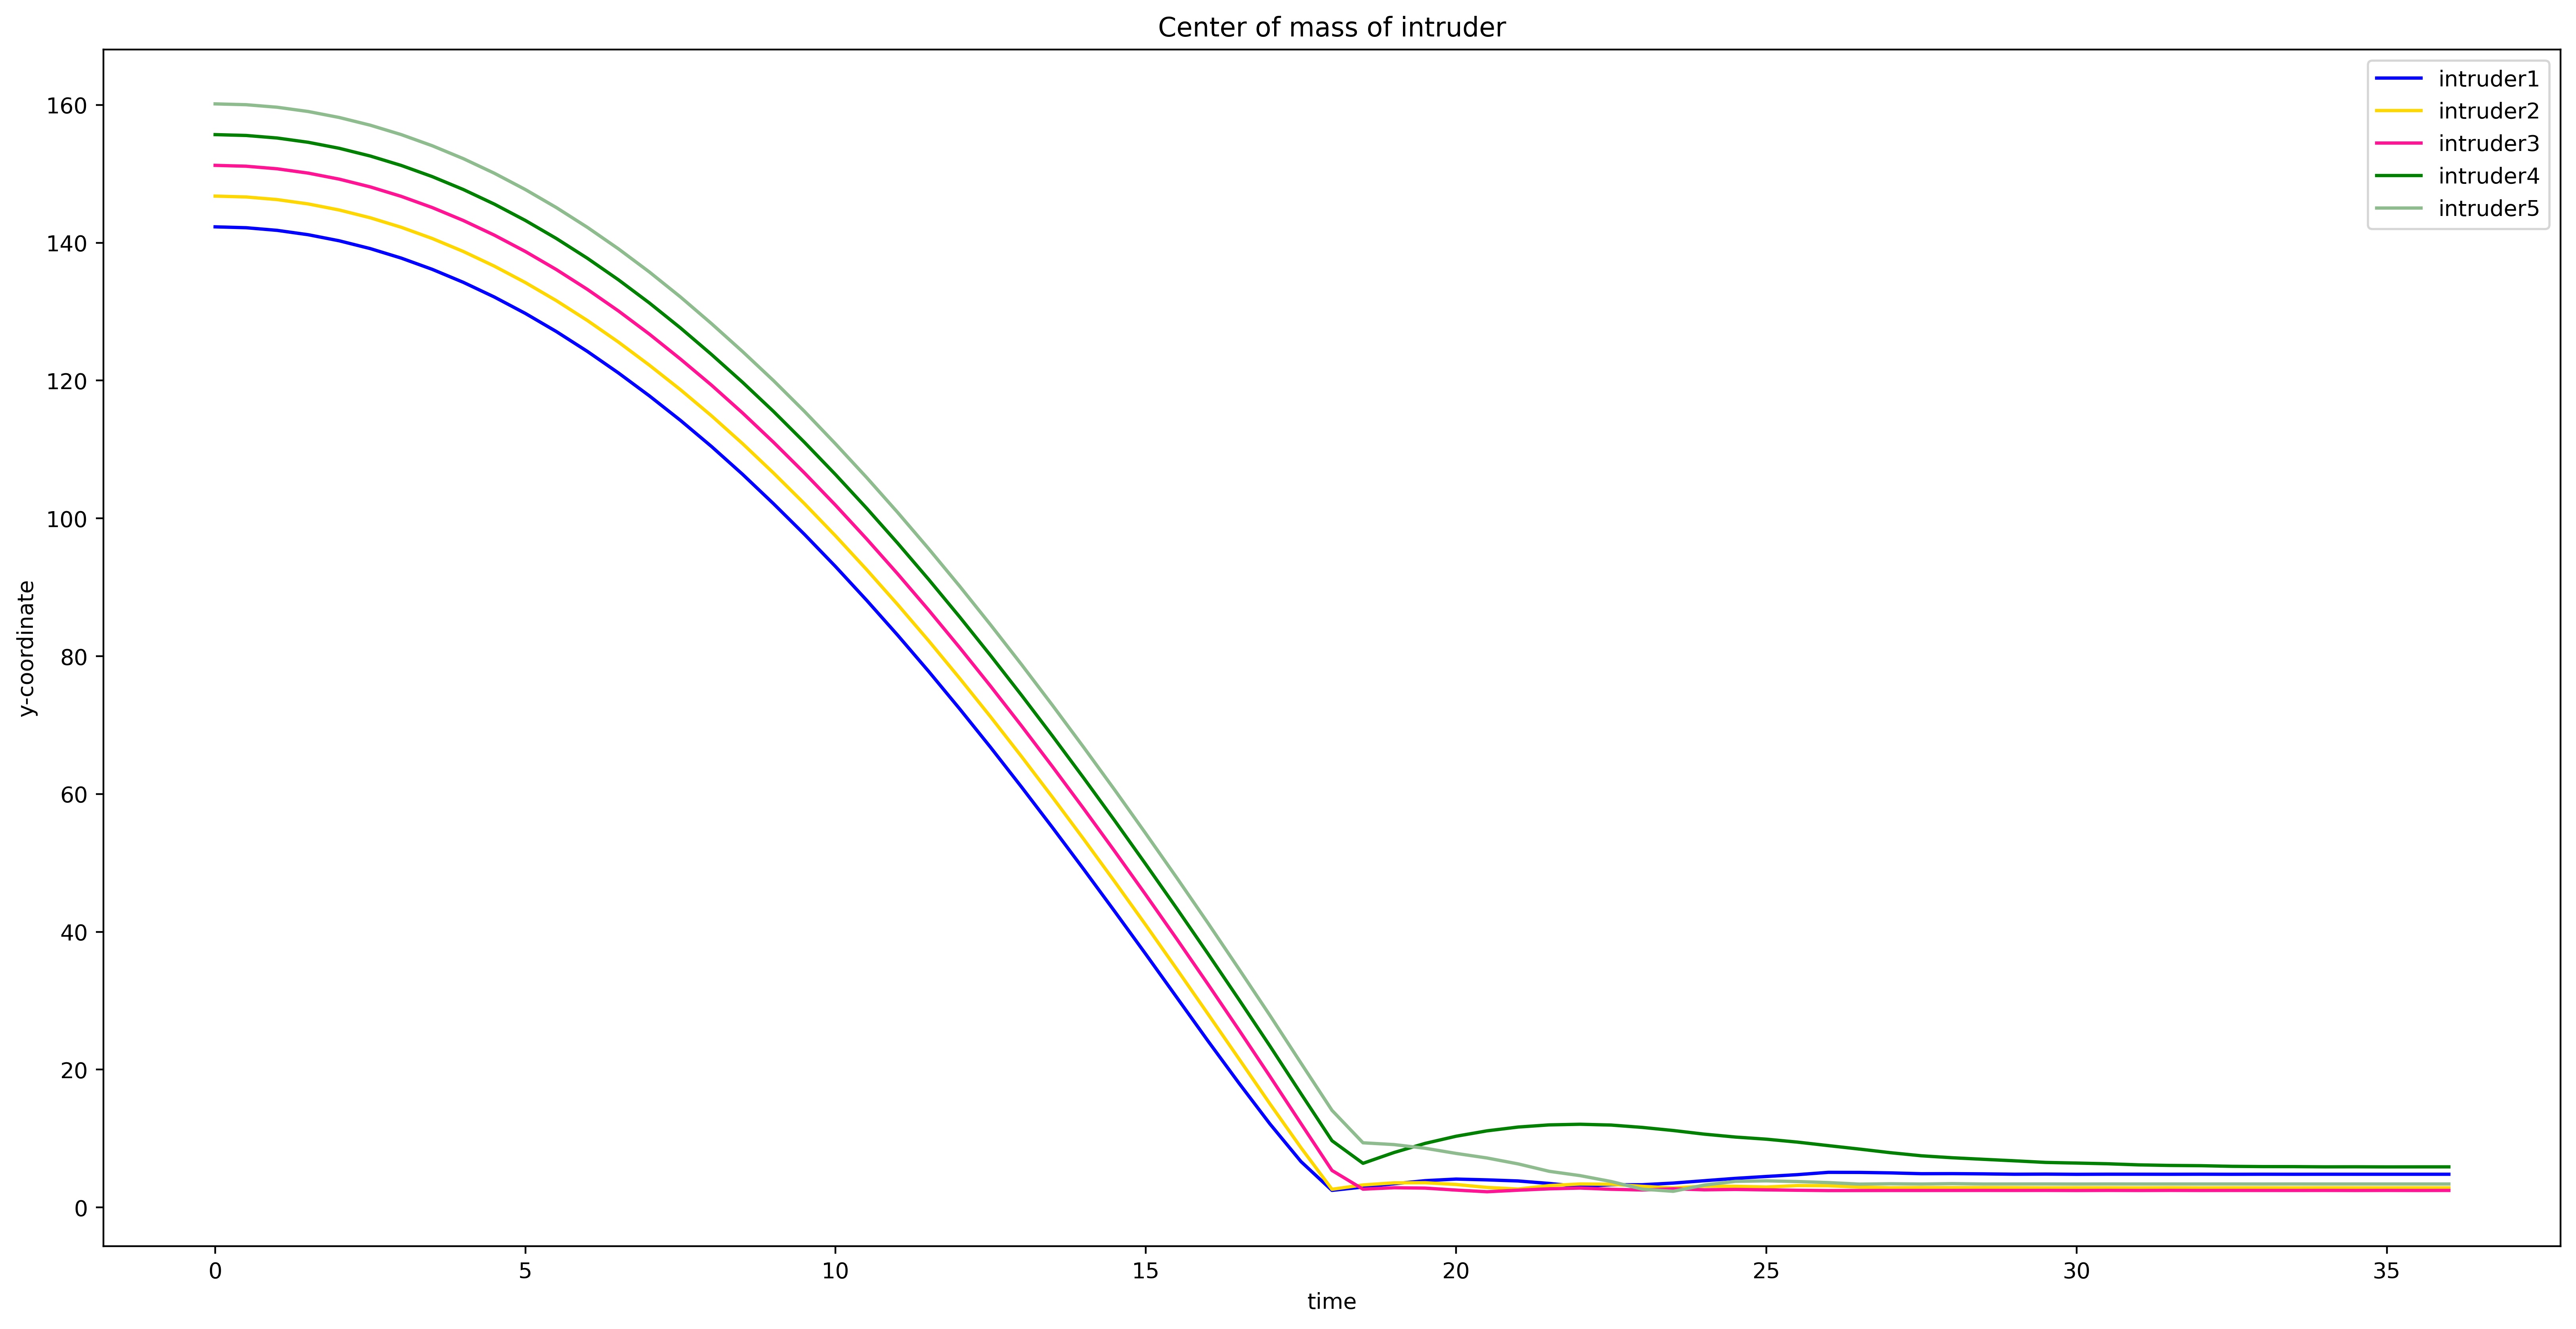 Center of mass of intruder
intruder1
intruder2
intruder3
intruder4
intruder5
160
140
120
100
80
60
40
20
0
y-coordinate
0 5 10 15 20 25 30 35
time